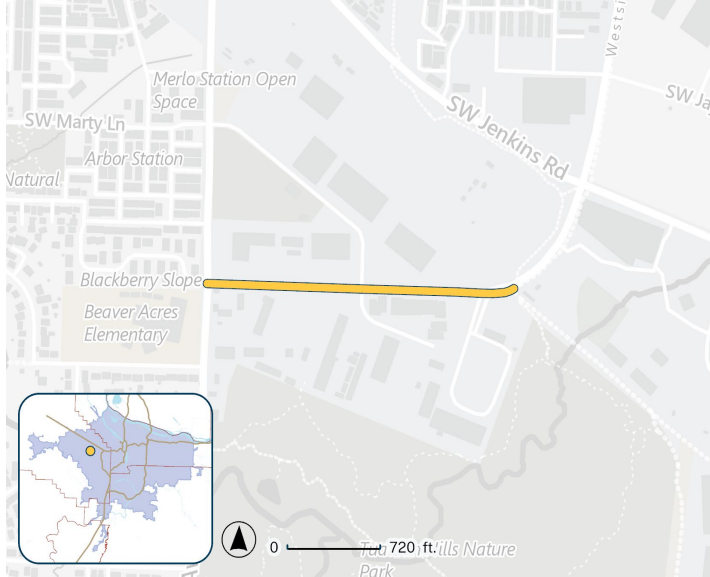 Westsi
Merlo Station Open
Space
SW Ja
SW Jenkins Rd
SW Marty Ln
Arbor Station
Natural
Blackberry Slope
Beaver Acres
Elementary
0 720 ft.
Nature
Park